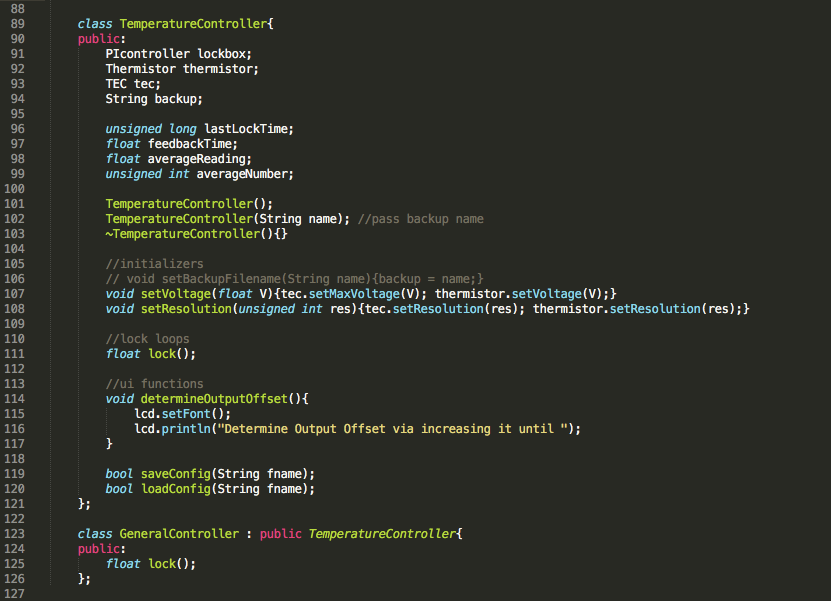 88
89 class TemperatureController{
90 public:
91 PIcontroller lockbox;
92 Thermistor thermistor;
93 TEC tec;
94 String backup;
95
96 unsigned long lastLockTime;
97 float feedbackTime;
98 float averageReading;
99 unsigned int averageNumber;
100
101 TemperatureController();
102 TemperatureController(String name); //pass backup name
103 ~TemperatureController(){}
104
105 //initializers
106 // void setBackupFilename(String name){backup = name;}
107 void setVoltage(float V){tec.setMaxVoltage(V); thermistor.setVoltage(V);}
108 void setResolution(unsigned int res){tec.setResolution(res); thermistor.setResolution(res);}
109
110 //lock loops
111 float lock();
112
113 //ui functions
114 void determineOutputOffset(){
115 lcd.setFont();
116 lcd.println("Determine Output Offset via increasing it until ");
117 }
118
119 bool saveConfig(String fname);
120 bool loadConfig(String fname);
121 };
122
123 class GeneralController : public TemperatureController{
124 public:
125 float lock();
126 };
127